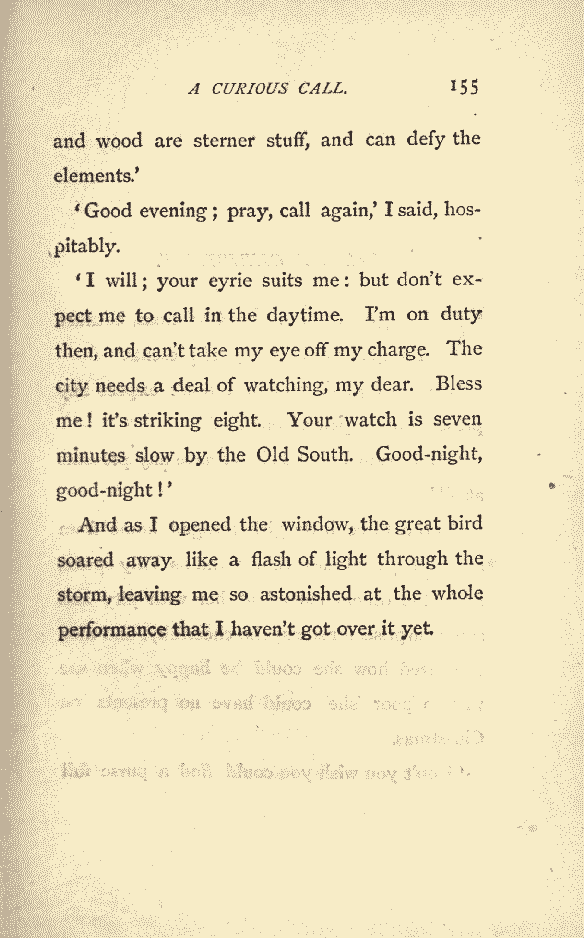 A CURIOUS CALL. 155
and wood are sterner stuff, and can defy the
elements.’
‘Good evening; pray, call again,’ I said, hos-
pitably.
‘I will; your eyrie suits me: but don’t ex-
pect me to call in the daytime. I’m on duty
then, and can’t take my eye off my charge. The
city needs a deal of watching, my dear. Bless
me! it’s striking eight. Your watch is seven
minutes slow by the Old South. Good-night,
good-night!’
And as I opened the window, the great bird
soared away like a flash of light through the
storm, leaving me so astonished at the whole
performance that I haven’t got over it yet.